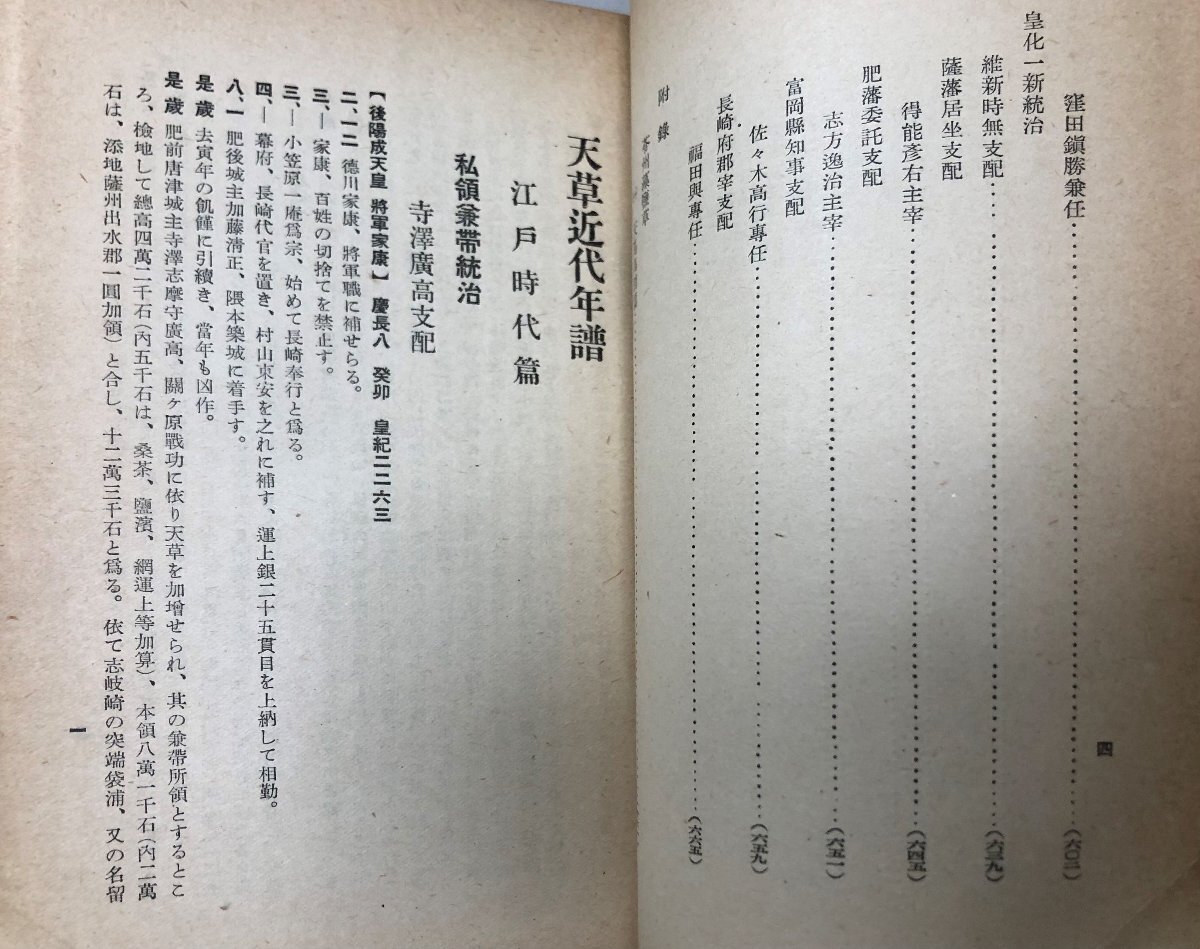 窪田鎭勝兼任……(六〇二)
皇化一新統治
維新時無支配……(六三九)
薩藩居坐支配
得能彥右主宰……(六四五)
肥藩委託支配
志方逸治主宰……(六五一)
富岡縣知事支配
佐々木高行專任……(六五九)
長崎府郡宰支配
福田與專任……(六六五)
附錄
四
天草近代年譜
江戶時代篇
私領兼帶統治
寺澤廣高支配
【後陽成天皇 將軍家康】 慶長八 癸卯 皇紀二二六三
二、一二 德川家康、將軍職に補せらる。
三、― 家康、百姓の切捨てを禁止す。
三、― 小笠原一庵爲宗、始めて長崎奉行と爲る。
四、― 幕府、長崎代官を置き、村山東安を之れに補す、運上銀二十五貫目を上納して相勤。
八、一 肥後城主加藤淸正、隈本築城に着手す。
是歲 去寅年の飢饉に引續き、當年も凶作。
是歲 肥前唐津城主寺澤志摩守廣高、關ケ原戰功に依り天草を加增せられ、其の兼帶所領とするとこ
ろ、檢地して總高四萬二千石(內五千石は、桑茶、鹽濱、網運上等加算)、本領八萬一千石(內二萬
石は、添地薩州出水郡一圓加領)と合し、十二萬三千石と爲る。依て志岐崎の突端袋浦、又の名留
一